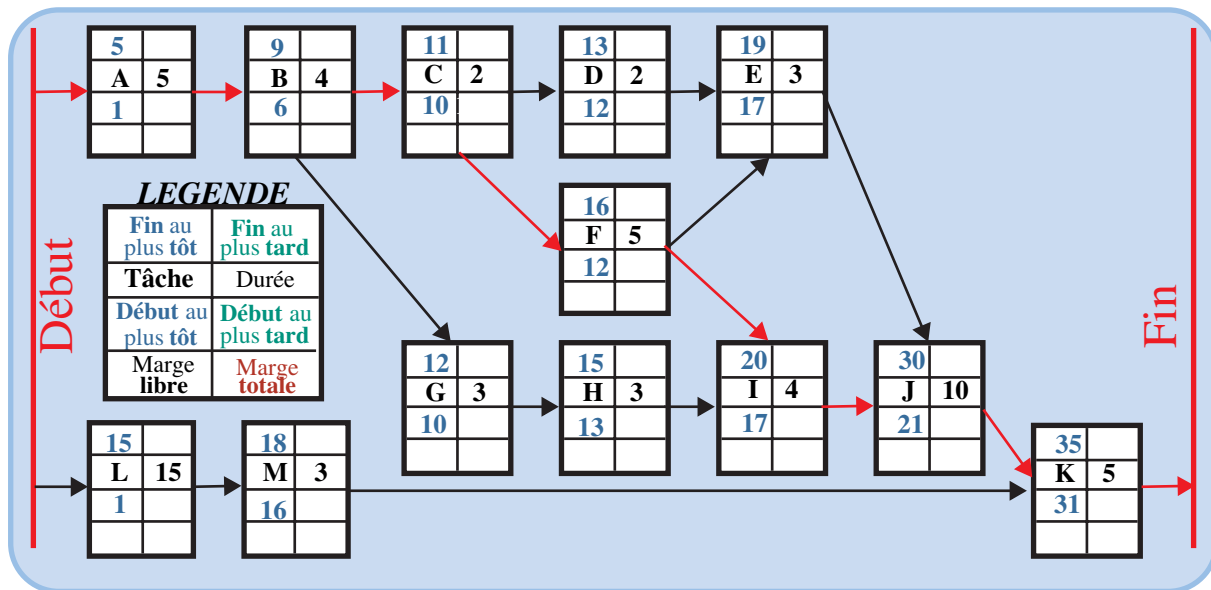 5 9 11 13 19
A 5 B 4 C 2 D 2 E 3
1 6 10 12 17
LEGENDE
Fin au plus tôt
Fin au plus tard
Tâche Durée
Début au plus tôt
Début au plus tard
Marge libre
Marge totale
Début
16
F 5
12
Fin
12 15 20 30
G 3 H 3 I 4 J 10
10 13 17 21
15 18 35
L 15 M 3 K 5
1 16 31